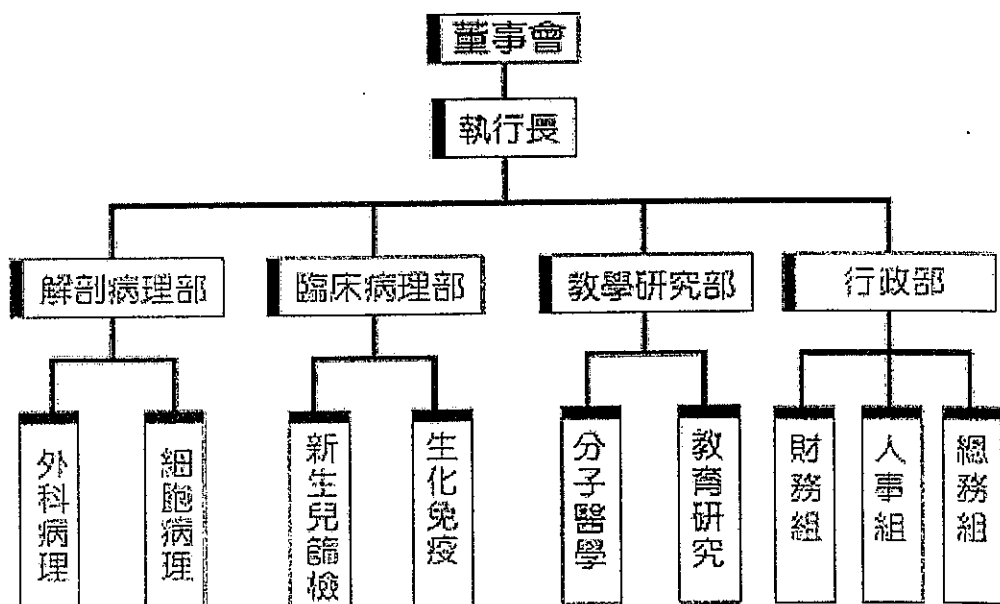 董事會
執行長
解剖病理部
臨床病理部
教學研究部
行政部
外科病理
細胞病理
新生兒篩檢
生化免疫
分子醫學
教育研究
財務組
人事組
總務組